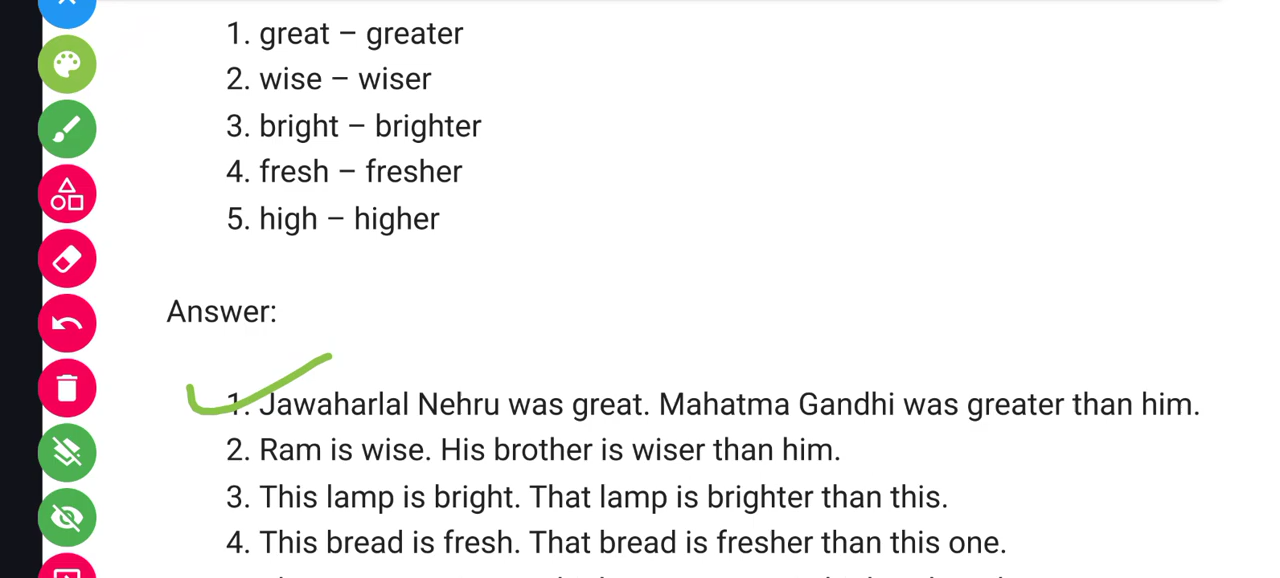 1. great – greater
2. wise – wiser
3. bright – brighter
4. fresh – fresher
5. high – higher
Answer:
1. Jawaharlal Nehru was great. Mahatma Gandhi was greater than him.
2. Ram is wise. His brother is wiser than him.
3. This lamp is bright. That lamp is brighter than this.
4. This bread is fresh. That bread is fresher than this one.